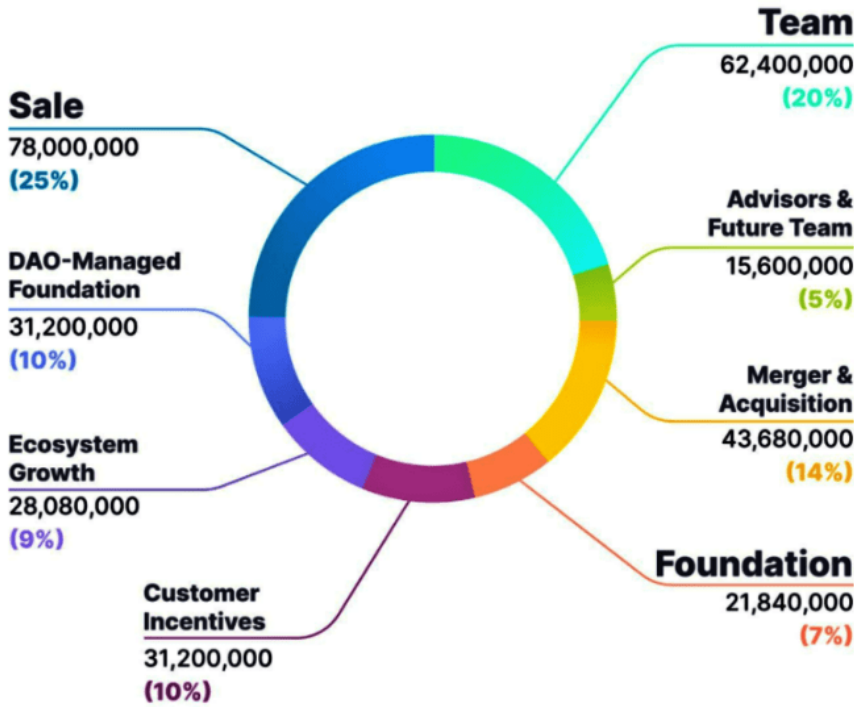 Team
62,400,000
(20%)
Sale
78,000,000
(25%)
Advisors &
Future Team
15,600,000
(5%)
DAO-Managed
Foundation
31,200,000
(10%)
Merger &
Acquisition
43,680,000
(14%)
Ecosystem
Growth
28,080,000
(9%)
Foundation
21,840,000
(7%)
Customer
Incentives
31,200,000
(10%)